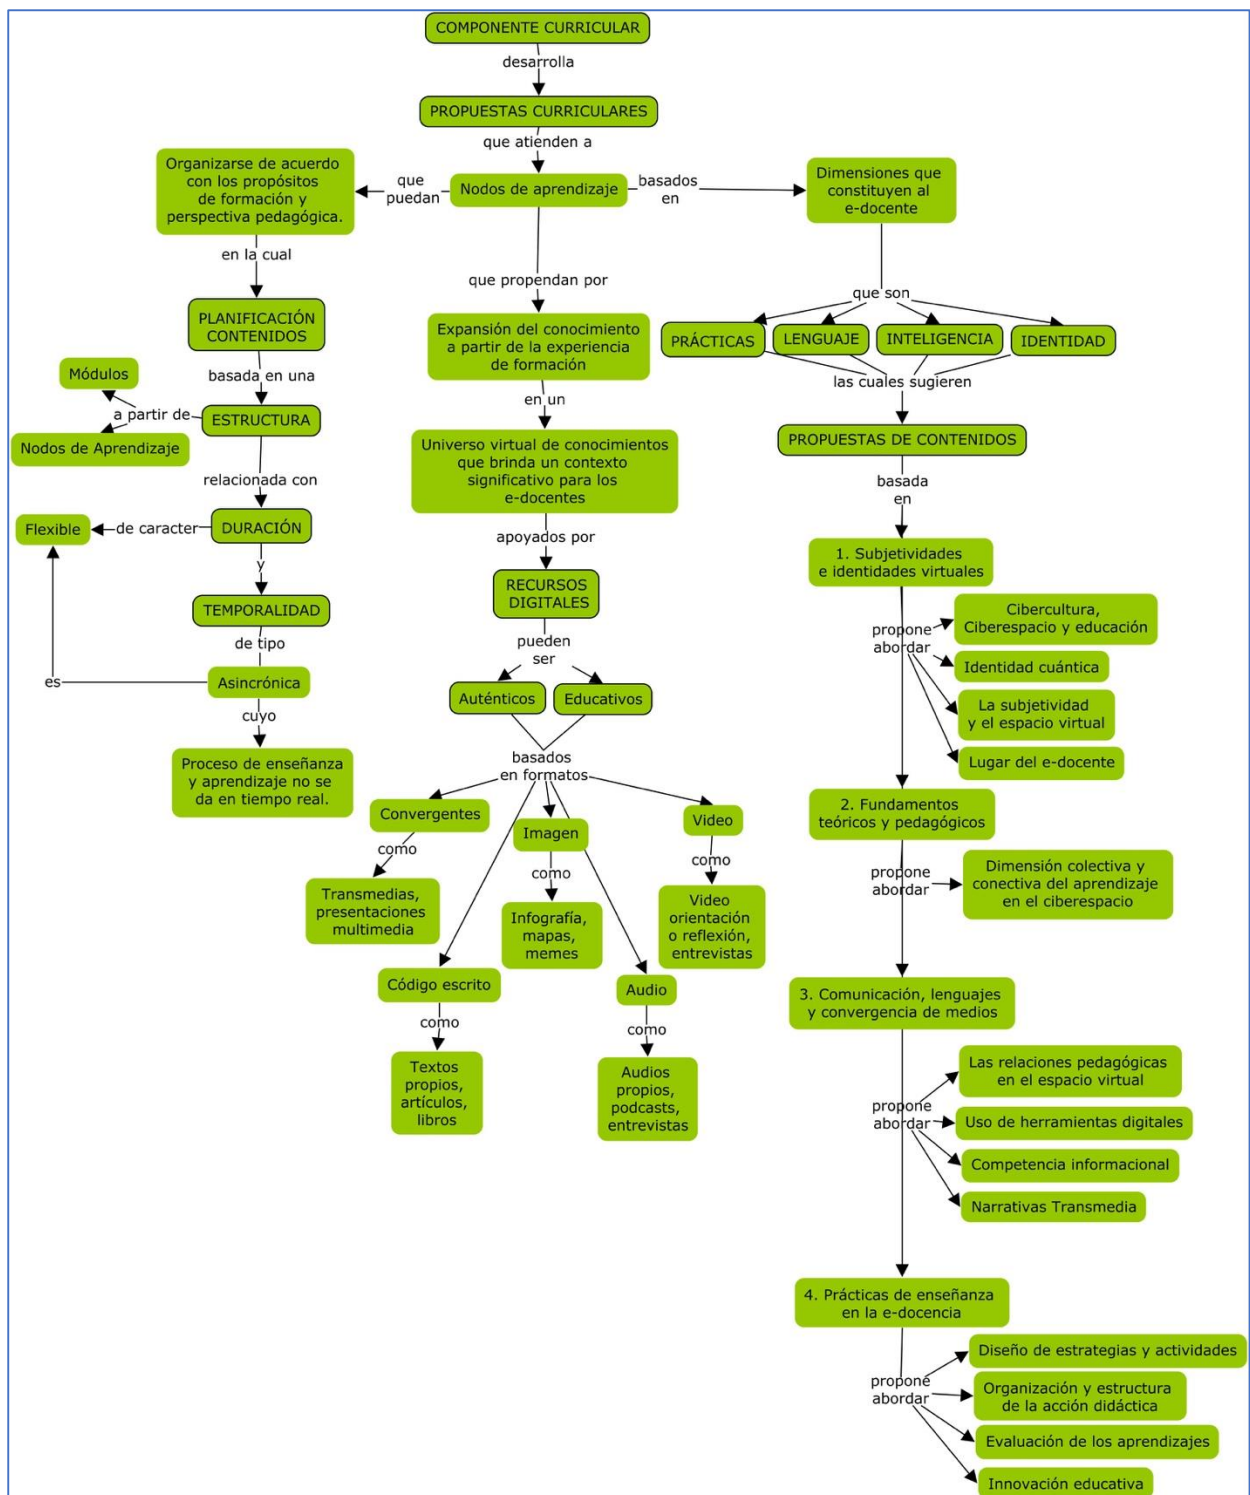 COMPONENTE CURRICULAR
desarrolla
PROPUESTAS CURRICULARES
que atienden a
Organizarse de acuerdo
con los propósitos
de formación y
perspectiva pedagógica.
que
puedan
Nodos de aprendizaje
basados
en
Dimensiones que
constituyen al
e-docente
en la cual
PLANIFICACIÓN
CONTENIDOS
basada en una
Módulos
a partir de
ESTRUCTURA
Nodos de Aprendizaje
relacionada con
Flexible
de caracter
DURACIÓN
y
TEMPORALIDAD
de tipo
es
Asincrónica
cuyo
Proceso de enseñanza
y aprendizaje no se
da en tiempo real.
que propendan por
Expansión del conocimiento
a partir de la experiencia
de formación
en un
Universo virtual de conocimientos
que brinda un contexto
significativo para los
e-docentes
apoyados por
RECURSOS
DIGITALES
pueden
ser
Auténticos
Educativos
basados
en formatos
Convergentes
como
Transmedias,
presentaciones
multimedia
Imagen
como
Infografía,
mapas,
memes
Video
como
Video
orientación
o reflexión,
entrevistas
Código escrito
como
Textos
propios,
artículos,
libros
Audio
como
Audios
propios,
podcasts,
entrevistas
que son
PRÁCTICAS
LENGUAJE
INTELIGENCIA
IDENTIDAD
las cuales sugieren
PROPUESTAS DE CONTENIDOS
basada
en
1. Subjetividades
e identidades virtuales
propone
abordar
Cibercultura,
Ciberespacio y educación
Identidad cuántica
La subjetividad
y el espacio virtual
Lugar del e-docente
2. Fundamentos
teóricos y pedagógicos
propone
abordar
Dimensión colectiva y
conectiva del aprendizaje
en el ciberespacio
3. Comunicación, lenguajes
y convergencia de medios
propone
abordar
Las relaciones pedagógicas
en el espacio virtual
Uso de herramientas digitales
Competencia informacional
Narrativas Transmedia
4. Prácticas de enseñanza
en la e-docencia
propone
abordar
Diseño de estrategias y actividades
Organización y estructura
de la acción didáctica
Evaluación de los aprendizajes
Innovación educativa